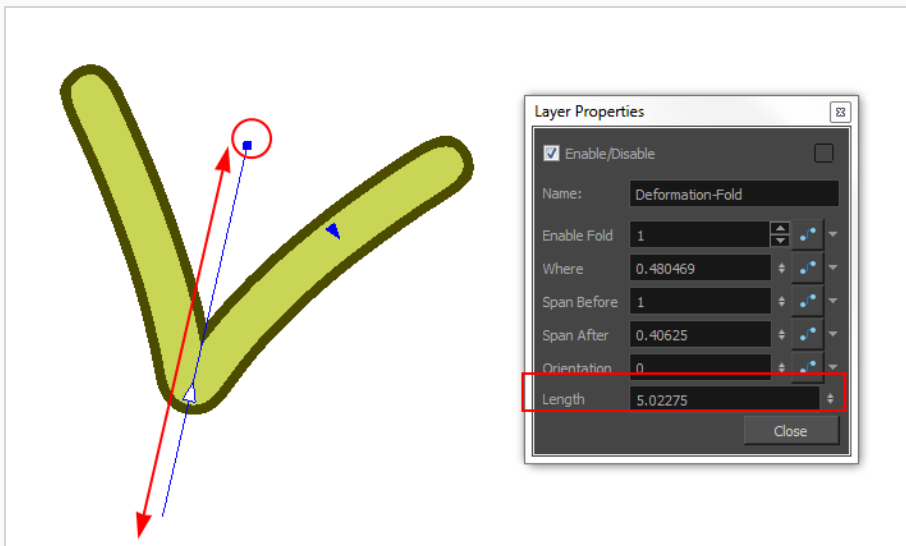 Layer Properties
Enable/Disable
Name: Deformation-Fold
Enable Fold 1
Where 0.480469
Span Before 1
Span After 0.40625
Orientation 0
Length 5.02275
Close